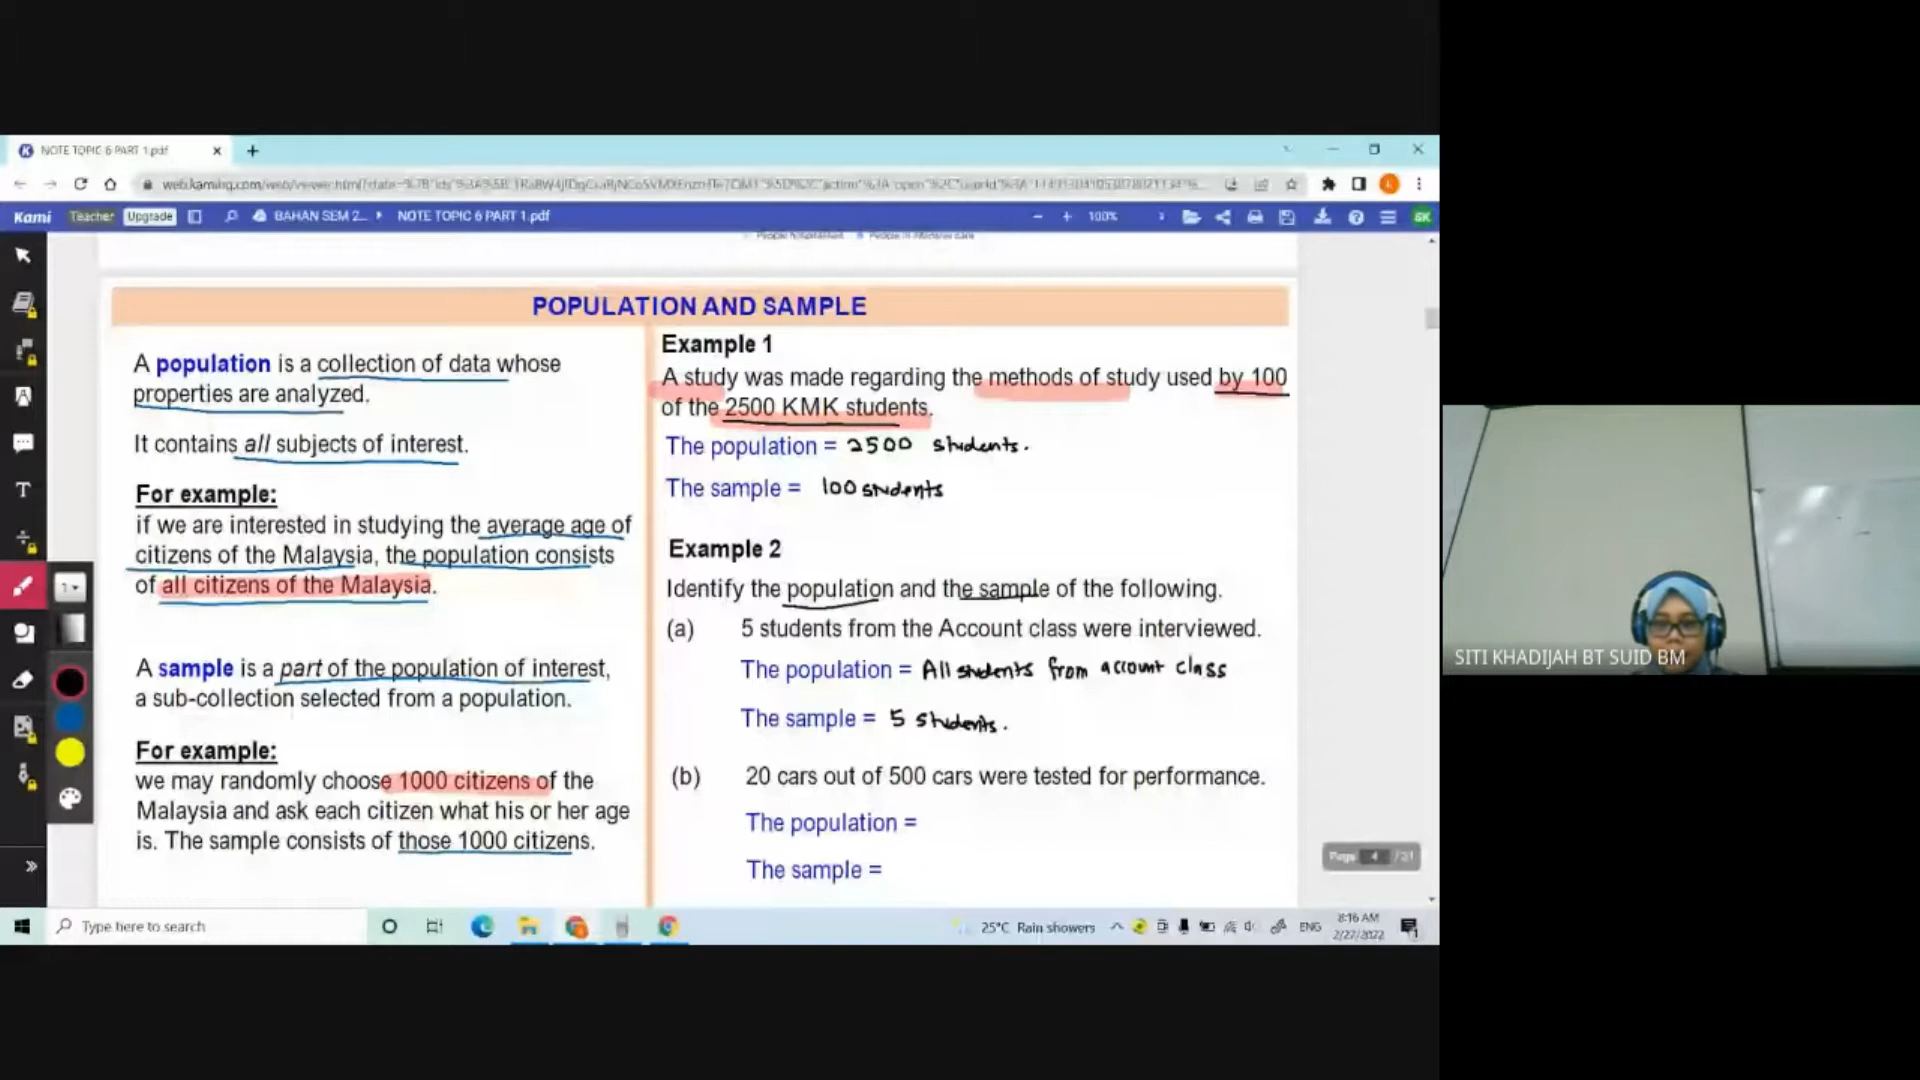 NOTE TOPIC 6 PART 1.pdf
Kami Teacher Upgrade BAHAN SEM 2... NOTE TOPIC 6 PART 1.pdf 100% SK
People hospitalised People in intensive care
POPULATION AND SAMPLE
A population is a collection of data whose
properties are analyzed.
It contains all subjects of interest.
For example:
if we are interested in studying the average age of
citizens of the Malaysia, the population consists
of all citizens of the Malaysia.
A sample is a part of the population of interest,
a sub-collection selected from a population.
For example:
we may randomly choose 1000 citizens of the
Malaysia and ask each citizen what his or her age
is. The sample consists of those 1000 citizens.
Example 1
A study was made regarding the methods of study used by 100
of the 2500 KMK students.
The population = 2500 students.
The sample = 100 students
Example 2
Identify the population and the sample of the following.
(a) 5 students from the Account class were interviewed.
The population = All students from account class
The sample = 5 students.
(b) 20 cars out of 500 cars were tested for performance.
The population =
The sample =
Page 4 / 21
SITI KHADIJAH BT SUID BM
Type here to search
25°C Rain showers
ENG
8:16 AM
2/27/2022